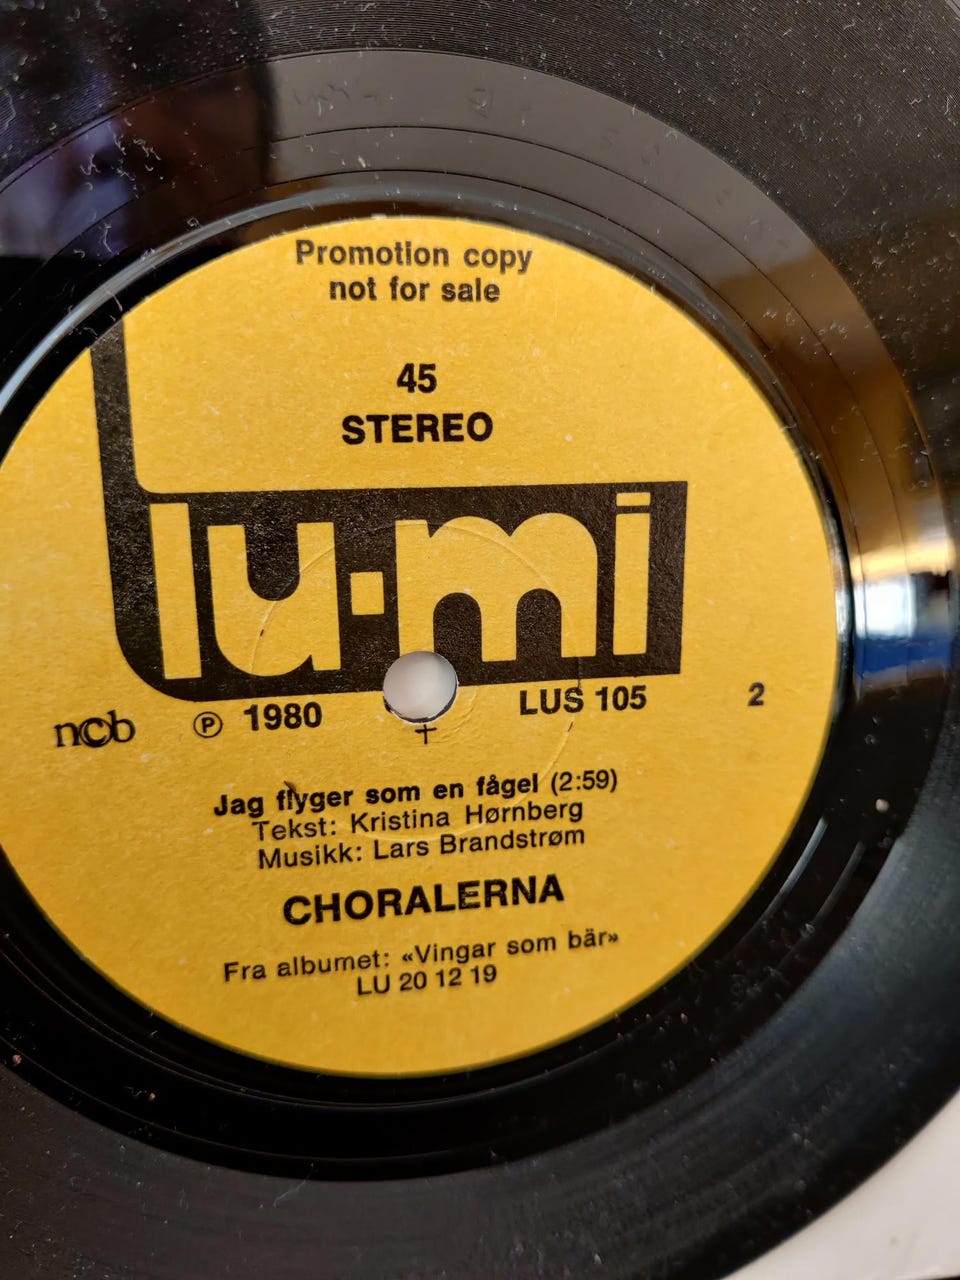 Promotion copy
not for sale
45
STEREO
lu-mi
ncb ℗ 1980 LUS 105 2
Jag flyger som en fågel (2:59)
Tekst: Kristina Hørnberg
Musikk: Lars Brandstrøm
CHORALERNA
Fra albumet: «Vingar som bär»
LU 20 12 19